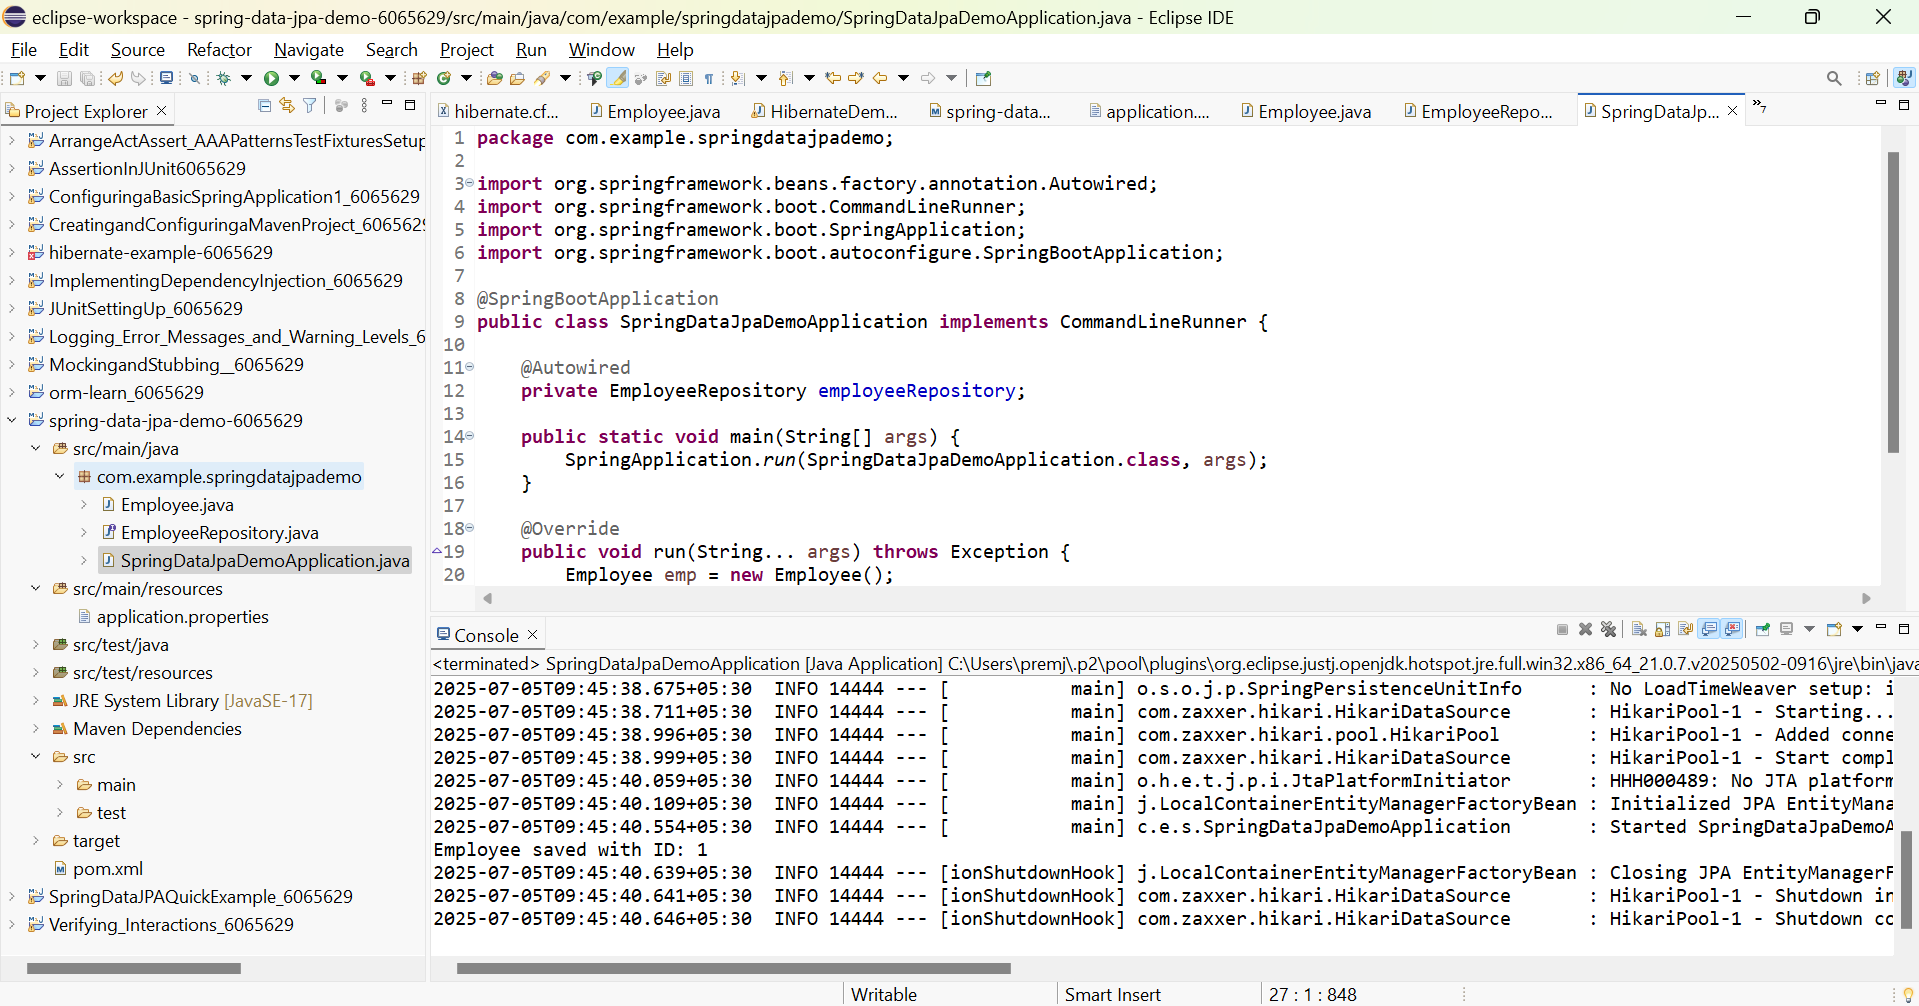 eclipse-workspace - spring-data-jpa-demo-6065629/src/main/java/com/example/springdatajpademo/SpringDataJpaDemoApplication.java - Eclipse IDE
File Edit Source Refactor Navigate Search Project Run Window Help
Project Explorer
ArrangeActAssert_AAAPatternsTestFixturesSetup
AssertionInJUnit6065629
ConfiguringaBasicSpringApplication1_6065629
CreatingandConfiguringaMavenProject_6065629
hibernate-example-6065629
ImplementingDependencyInjection_6065629
JUnitSettingUp_6065629
Logging_Error_Messages_and_Warning_Levels_6
MockingandStubbing__6065629
orm-learn_6065629
spring-data-jpa-demo-6065629
src/main/java
com.example.springdatajpademo
Employee.java
EmployeeRepository.java
SpringDataJpaDemoApplication.java
src/main/resources
application.properties
src/test/java
src/test/resources
JRE System Library [JavaSE-17]
Maven Dependencies
src
main
test
target
pom.xml
SpringDataJPAQuickExample_6065629
Verifying_Interactions_6065629
hibernate.cf... Employee.java HibernateDem... spring-data... application.... Employee.java EmployeeRepo... SpringDataJp... »7
1 package com.example.springdatajpademo;
2
3 import org.springframework.beans.factory.annotation.Autowired;
4 import org.springframework.boot.CommandLineRunner;
5 import org.springframework.boot.SpringApplication;
6 import org.springframework.boot.autoconfigure.SpringBootApplication;
7
8 @SpringBootApplication
9 public class SpringDataJpaDemoApplication implements CommandLineRunner {
10
11 @Autowired
12 private EmployeeRepository employeeRepository;
13
14 public static void main(String[] args) {
15 SpringApplication.run(SpringDataJpaDemoApplication.class, args);
16 }
17
18 @Override
19 public void run(String... args) throws Exception {
20 Employee emp = new Employee();
Console
<terminated> SpringDataJpaDemoApplication [Java Application] C:\Users\premj\.p2\pool\plugins\org.eclipse.justj.openjdk.hotspot.jre.full.win32.x86_64_21.0.7.v20250502-0916\jre\bin\java
2025-07-05T09:45:38.675+05:30 INFO 14444 --- [ main] o.s.o.j.p.SpringPersistenceUnitInfo : No LoadTimeWeaver setup: i
2025-07-05T09:45:38.711+05:30 INFO 14444 --- [ main] com.zaxxer.hikari.HikariDataSource : HikariPool-1 - Starting...
2025-07-05T09:45:38.996+05:30 INFO 14444 --- [ main] com.zaxxer.hikari.pool.HikariPool : HikariPool-1 - Added conne
2025-07-05T09:45:38.999+05:30 INFO 14444 --- [ main] com.zaxxer.hikari.HikariDataSource : HikariPool-1 - Start compl
2025-07-05T09:45:40.059+05:30 INFO 14444 --- [ main] o.h.e.t.j.p.i.JtaPlatformInitiator : HHH000489: No JTA platform
2025-07-05T09:45:40.109+05:30 INFO 14444 --- [ main] j.LocalContainerEntityManagerFactoryBean : Initialized JPA EntityMana
2025-07-05T09:45:40.554+05:30 INFO 14444 --- [ main] c.e.s.SpringDataJpaDemoApplication : Started SpringDataJpaDemoA
Employee saved with ID: 1
2025-07-05T09:45:40.639+05:30 INFO 14444 --- [ionShutdownHook] j.LocalContainerEntityManagerFactoryBean : Closing JPA EntityManagerF
2025-07-05T09:45:40.641+05:30 INFO 14444 --- [ionShutdownHook] com.zaxxer.hikari.HikariDataSource : HikariPool-1 - Shutdown in
2025-07-05T09:45:40.646+05:30 INFO 14444 --- [ionShutdownHook] com.zaxxer.hikari.HikariDataSource : HikariPool-1 - Shutdown co
Writable Smart Insert 27 : 1 : 848